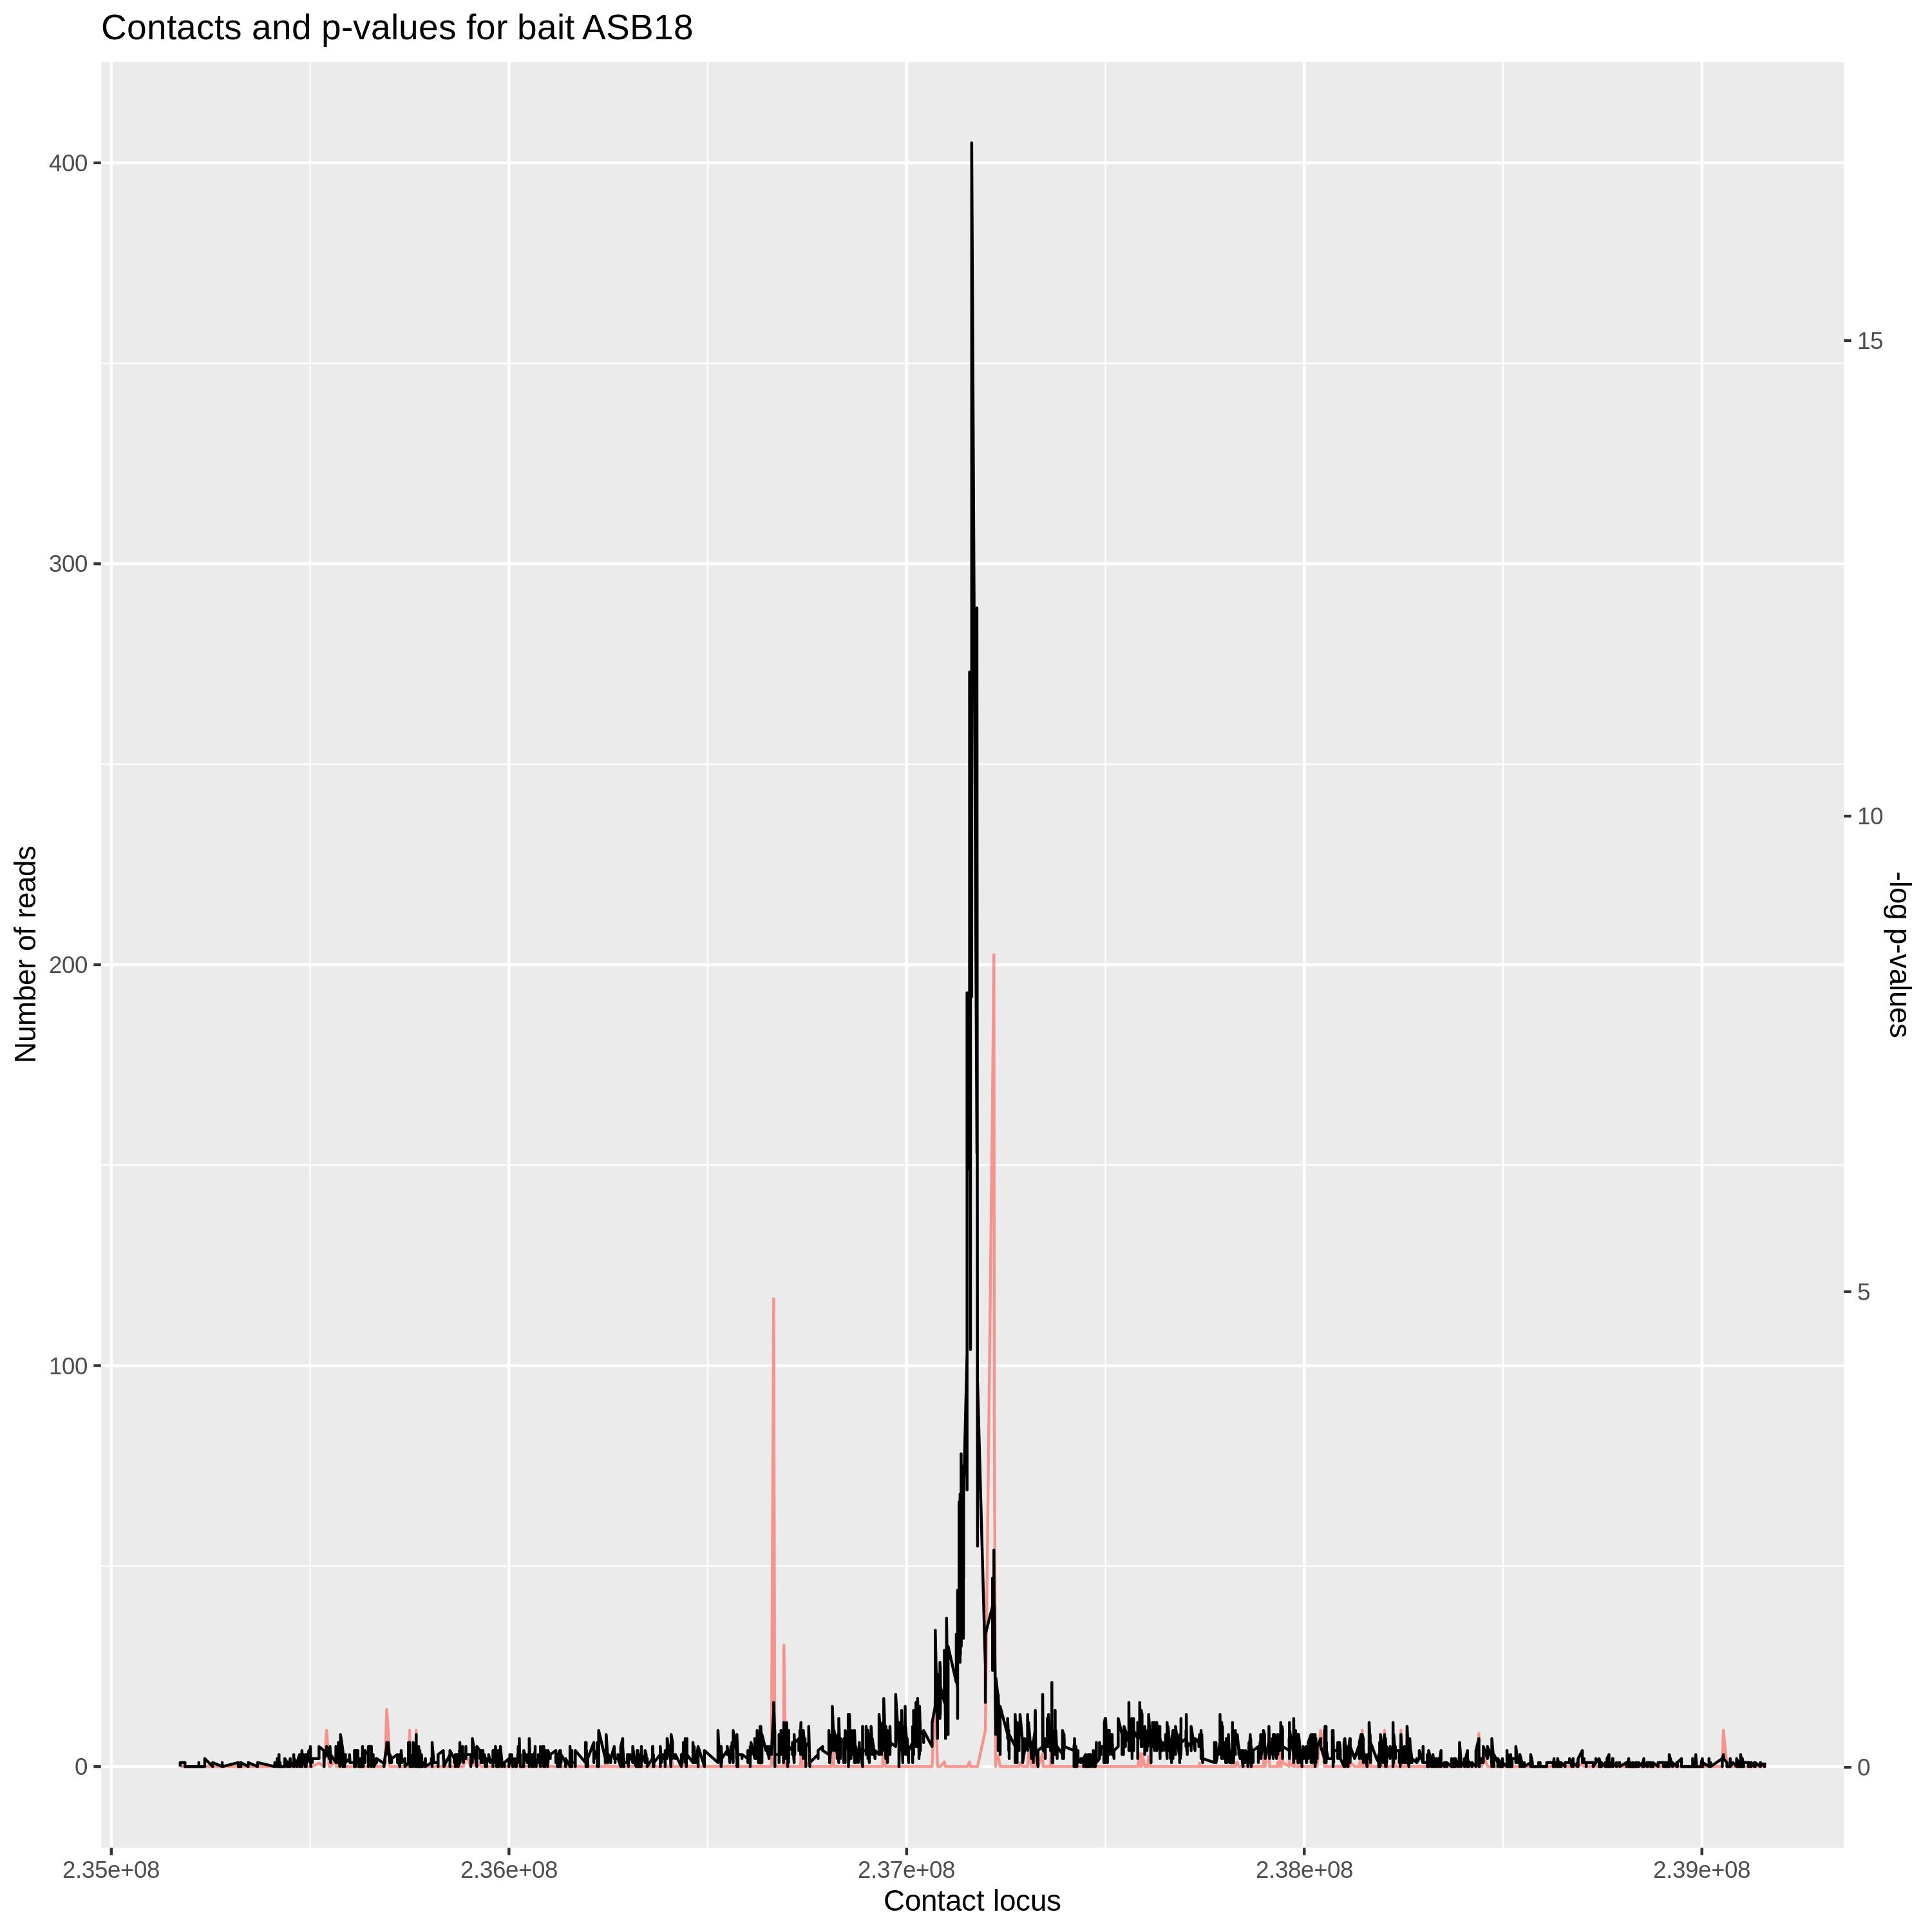 Contacts and p-values for bait ASB18
400
300
200
100
0
Number of reads
15
10
5
0
-log p-values
2.35e+08
2.36e+08
2.37e+08
2.38e+08
2.39e+08
Contact locus